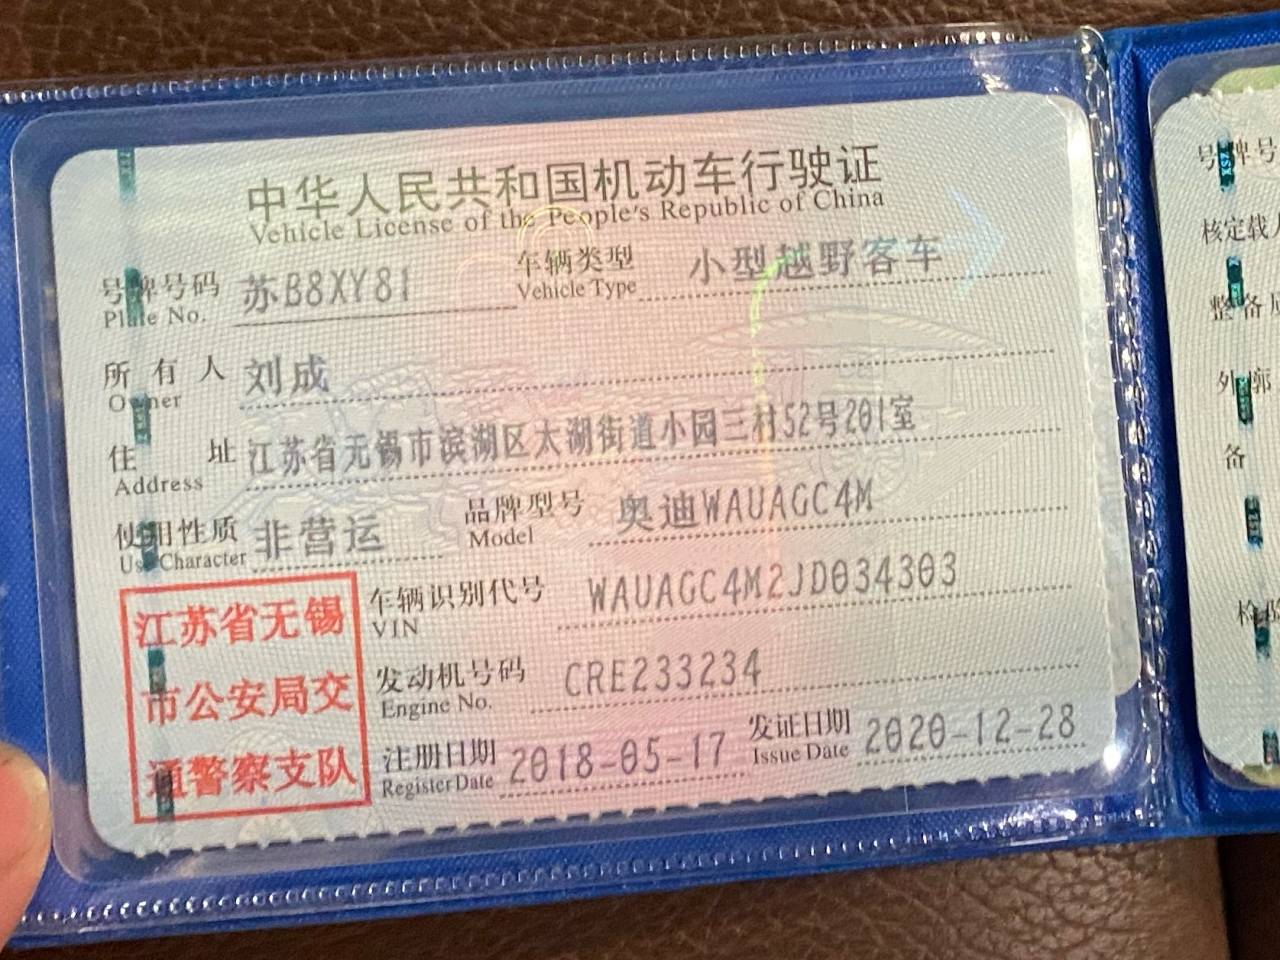 中华人民共和国机动车行驶证
Vehicle License of the People's Republic of China
号牌号码 苏B8XY81 车辆类型 小型越野客车
Plate No. Vehicle Type
所有人 刘成
Owner
住址 江苏省无锡市滨湖区太湖街道小园三村52号201室
Address
使用性质 非营运 品牌型号 奥迪WAUAGC4M
Use Character Model
江苏省无锡
市公安局交
通警察支队
车辆识别代号 WAUAGC4M2JD034303
VIN
发动机号码 CRE233234
Engine No.
注册日期 2018-05-17 发证日期 2020-12-28
Register Date Issue Date
号牌号
核定载人
整备
外廓
备
检验